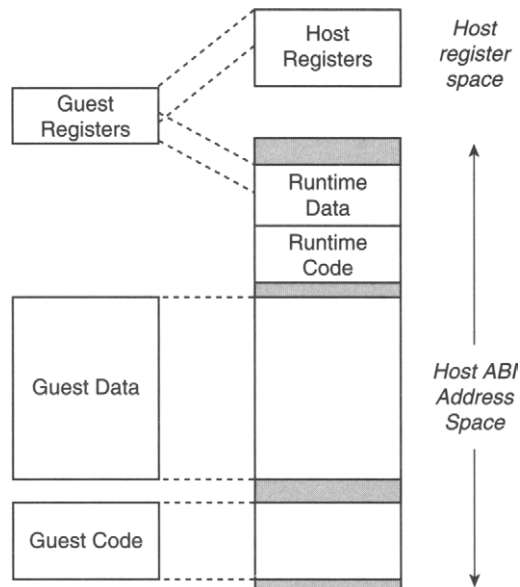 Host
Registers
Host
register
space
Guest
Registers
Runtime
Data
Runtime
Code
Guest Data
Host ABI
Address
Space
Guest Code